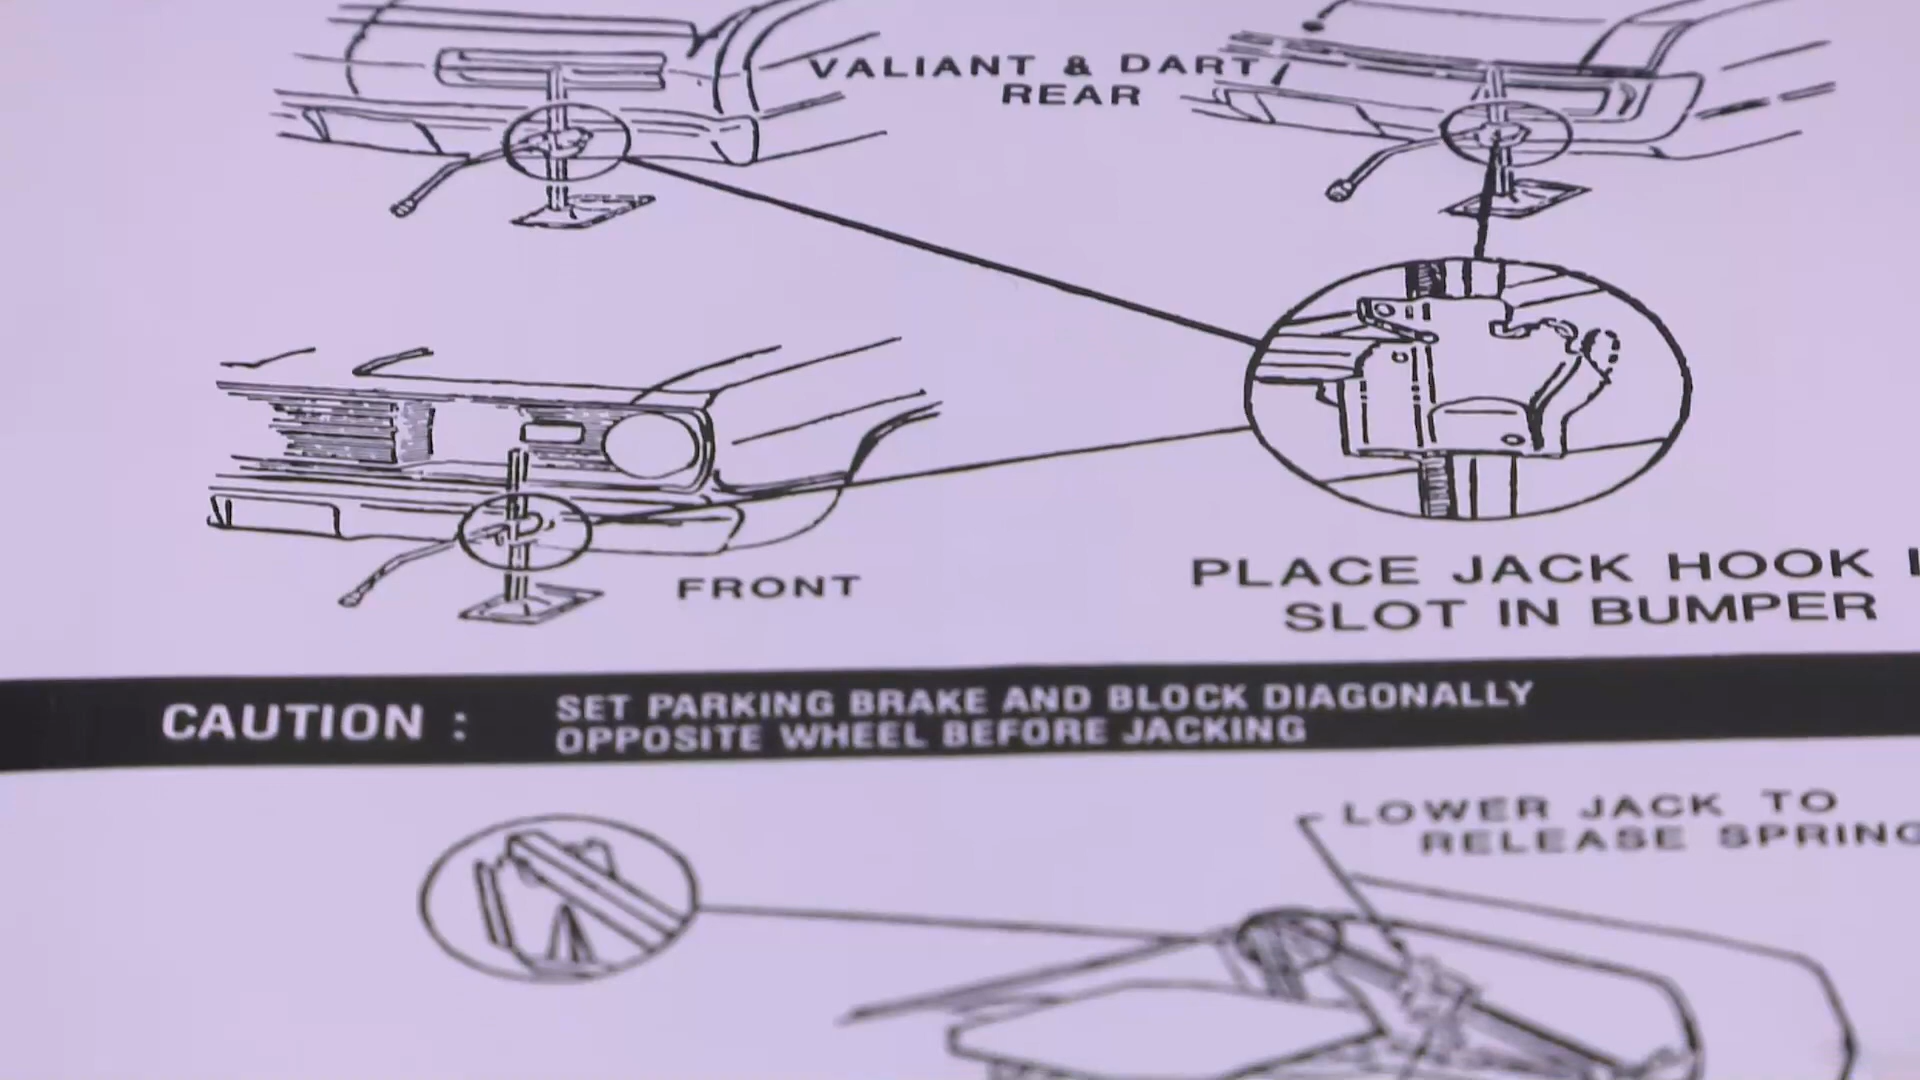 VALIANT & DART
REAR
FRONT
PLACE JACK HOOK
SLOT IN BUMPER
CAUTION :
SET PARKING BRAKE AND BLOCK DIAGONALLY
OPPOSITE WHEEL BEFORE JACKING
LOWER JACK TO
RELEASE SPRING